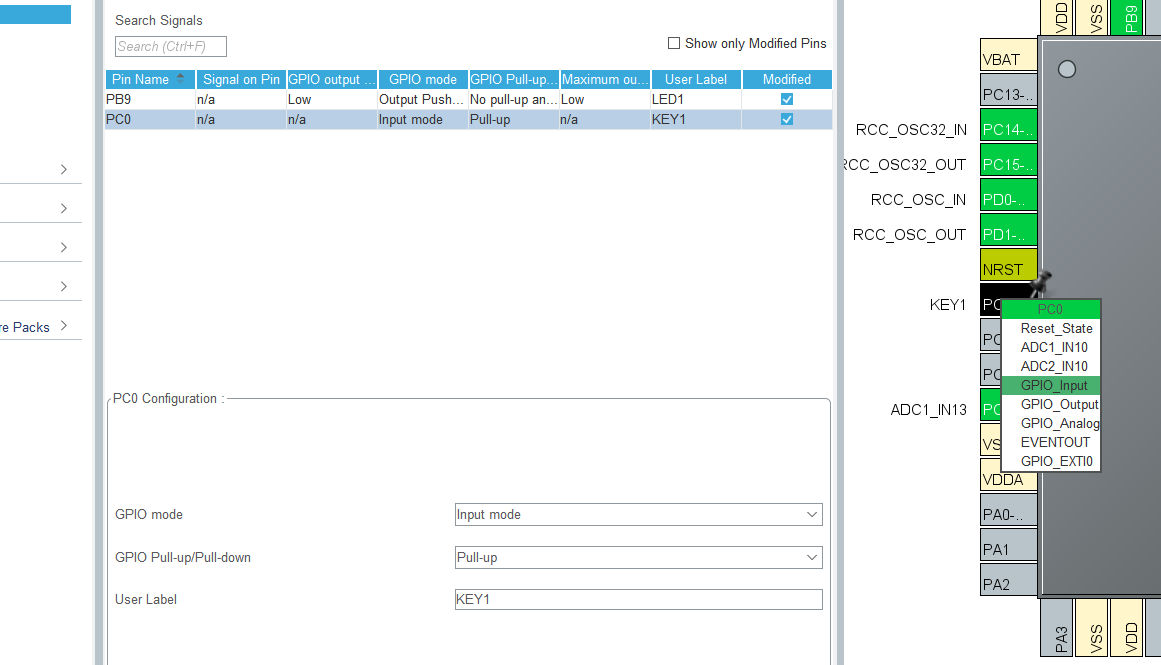 Search Signals
Search (Ctrl+F)
Show only Modified Pins
Pin Name Signal on Pin GPIO output ... GPIO mode GPIO Pull-up... Maximum ou... User Label Modified
PB9 n/a Low Output Push... No pull-up an... Low LED1
PC0 n/a n/a Input mode Pull-up n/a KEY1
re Packs
PC0 Configuration :
GPIO mode Input mode
GPIO Pull-up/Pull-down Pull-up
User Label KEY1
VDD
VSS
PB9
VBAT
PC13-..
RCC_OSC32_IN PC14-..
RCC_OSC32_OUT PC15-..
RCC_OSC_IN PD0-..
RCC_OSC_OUT PD1-..
NRST
KEY1 PC
PC
PC
ADC1_IN13 PC
VS
VDDA
PA0-..
PA1
PA2
PC0
Reset_State
ADC1_IN10
ADC2_IN10
GPIO_Input
GPIO_Output
GPIO_Analog
EVENTOUT
GPIO_EXTI0
PA3
VSS
VDD